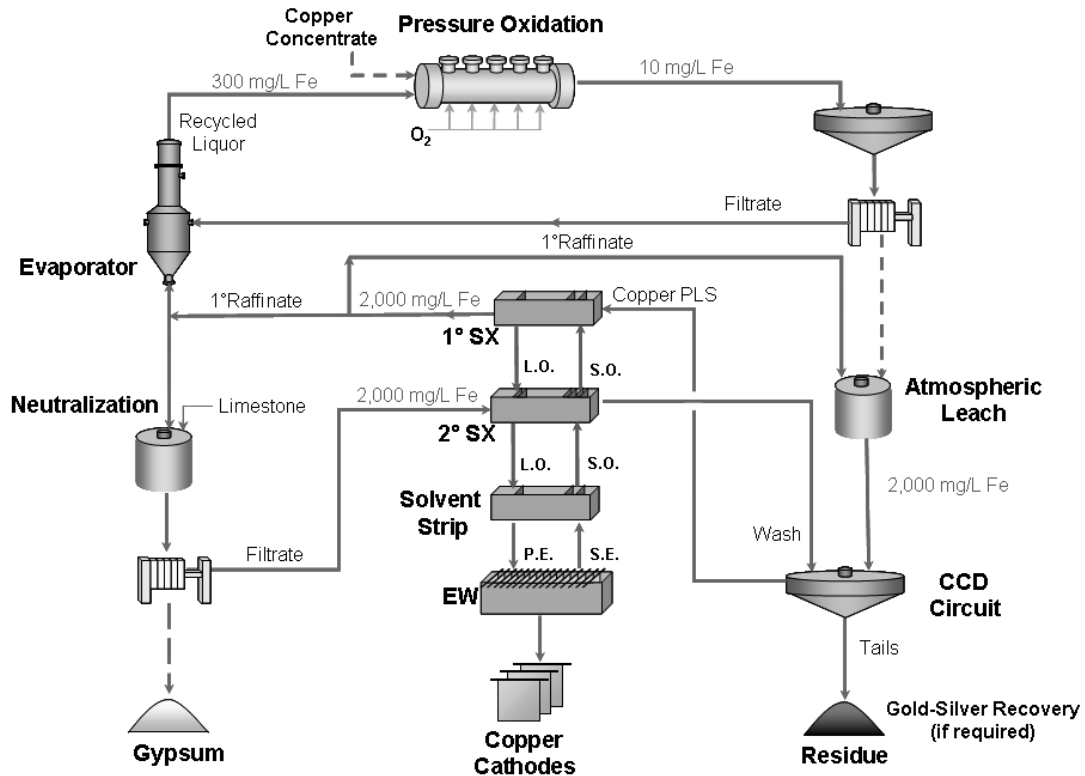 Copper
Concentrate
Pressure Oxidation
300 mg/L Fe
10 mg/L Fe
Recycled
Liquor
O2
Filtrate
Evaporator
1°Raffinate
1°Raffinate
2,000 mg/L Fe
Copper PLS
1° SX
L.O.
S.O.
Neutralization
Limestone
2,000 mg/L Fe
Atmospheric
Leach
2° SX
L.O.
S.O.
2,000 mg/L Fe
Solvent
Strip
Wash
Filtrate
P.E.
S.E.
EW
CCD
Circuit
Tails
Gold-Silver Recovery
(if required)
Gypsum
Copper
Cathodes
Residue